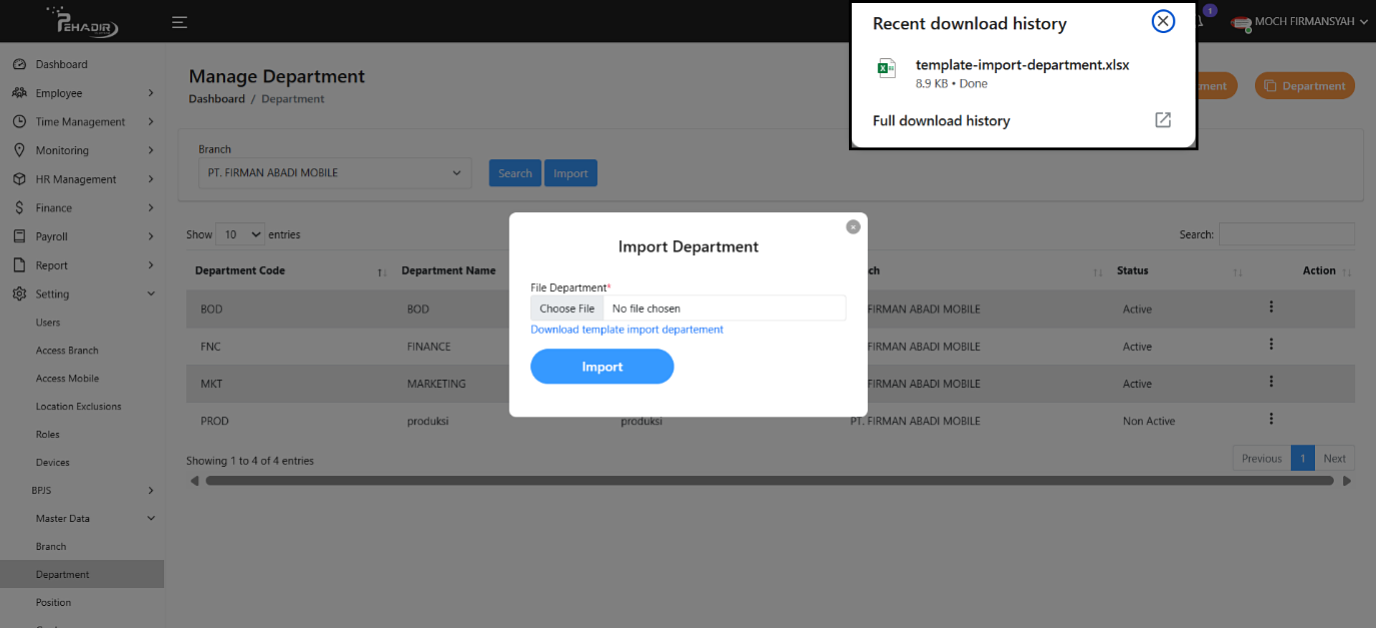 PEHADIR
1
MOCH FIRMANSYAH
Recent download history
template-import-department.xlsx
8.9 KB • Done
Full download history
Dashboard
Employee
Time Management
Monitoring
HR Management
Finance
Payroll
Report
Setting
Users
Access Branch
Access Mobile
Location Exclusions
Roles
Devices
BPJS
Master Data
Branch
Department
Position
Manage Department
Dashboard / Department
ment
Department
Branch
PT. FIRMAN ABADI MOBILE
Search
Import
Show 10 entries
Search:
Department Code
Department Name
ch
Status
Action
BOD BOD FIRMAN ABADI MOBILE Active
FNC FINANCE FIRMAN ABADI MOBILE Active
MKT MARKETING FIRMAN ABADI MOBILE Active
PROD produksi produksi PT. FIRMAN ABADI MOBILE Non Active
Showing 1 to 4 of 4 entries
Previous 1 Next
Import Department
File Department*
Choose File No file chosen
Download template import departement
Import